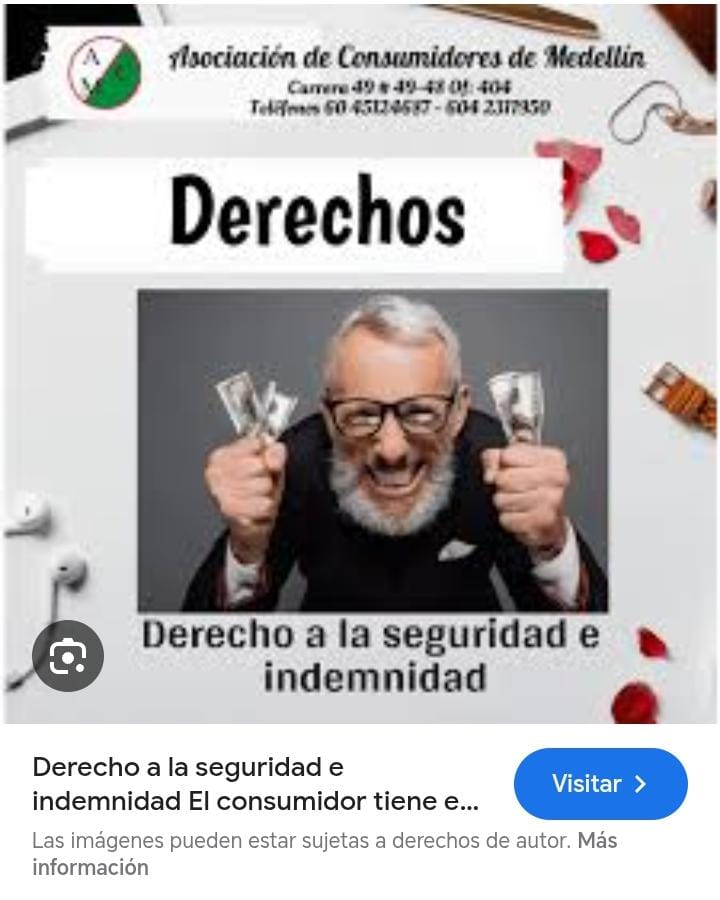 A
C
M
Asociación de Consumidores de Medellín
Carrera 49 # 49-48 Of: 404
Teléfonos 60 45124687 - 604 2317950
Derechos
Derecho a la seguridad e
indemnidad
Derecho a la seguridad e
indemnidad El consumidor tiene e...
Visitar
Las imágenes pueden estar sujetas a derechos de autor. Más
información